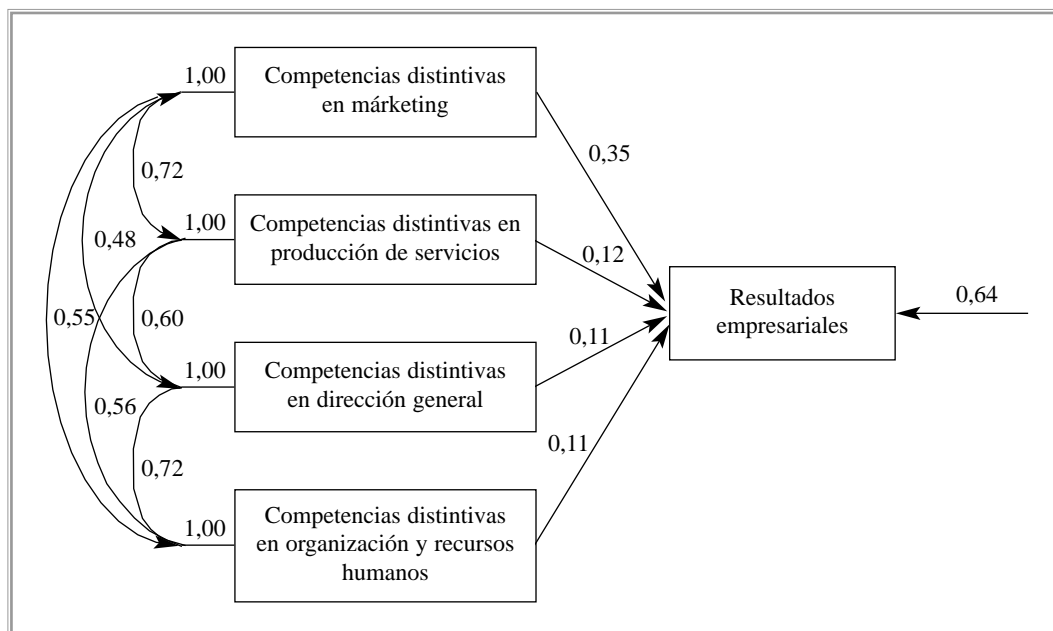 1,00
Competencias distintivas
en márketing
0,35
0,72
1,00
Competencias distintivas en
producción de servicios
0,48
0,12
Resultados
empresariales
0,64
0,55
0,60
0,11
1,00
Competencias distintivas
en dirección general
0,56
0,11
0,72
1,00
Competencias distintivas
en organización y recursos
humanos